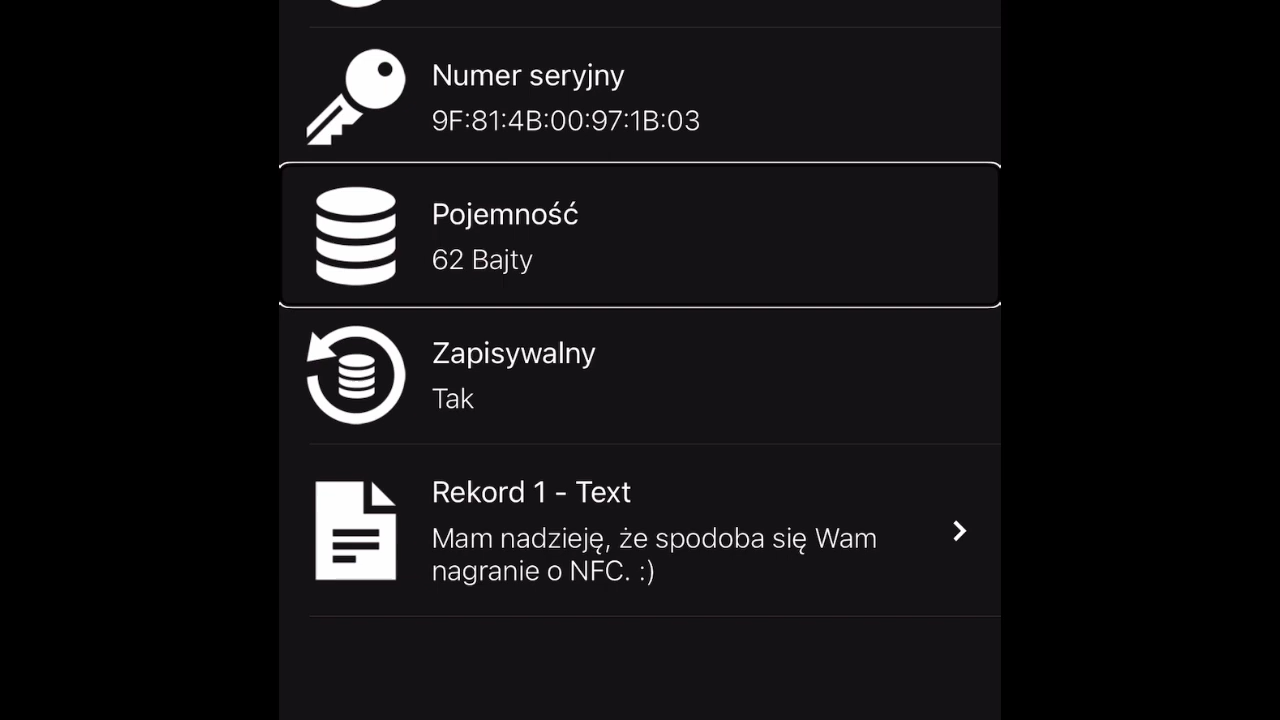 Numer seryjny
9F:81:4B:00:97:1B:03
Pojemność
62 Bajty
Zapisywalny
Tak
Rekord 1 - Text
Mam nadzieję, że spodoba się Wam
nagranie o NFC. :)